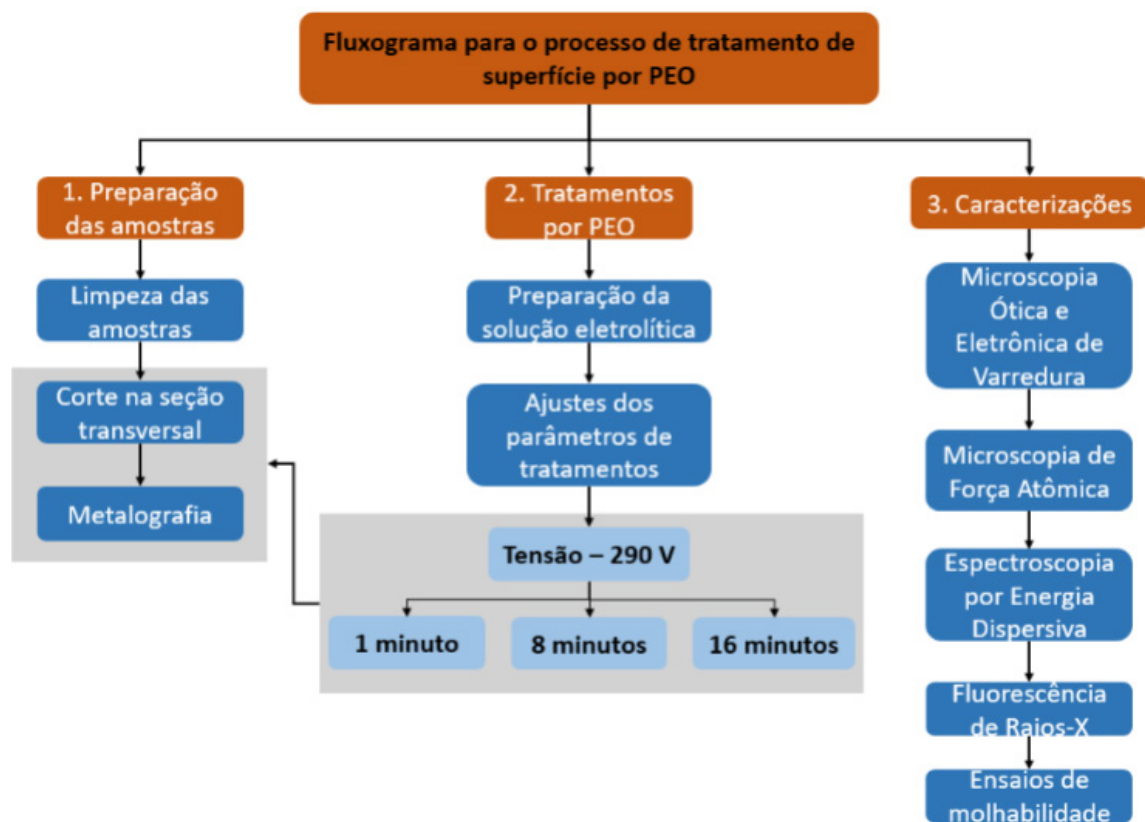 Fluxograma para o processo de tratamento de
superfície por PEO
1. Preparação
das amostras
Limpeza das
amostras
Corte na seção
transversal
Metalografia
2. Tratamentos
por PEO
Preparação da
solução eletrolítica
Ajustes dos
parâmetros de
tratamentos
Tensão – 290 V
1 minuto
8 minutos
16 minutos
3. Caracterizações
Microscopia
Ótica e
Eletrônica de
Varredura
Microscopia de
Força Atômica
Espectroscopia
por Energia
Dispersiva
Fluorescência
de Raios-X
Ensaios de
molhabilidade